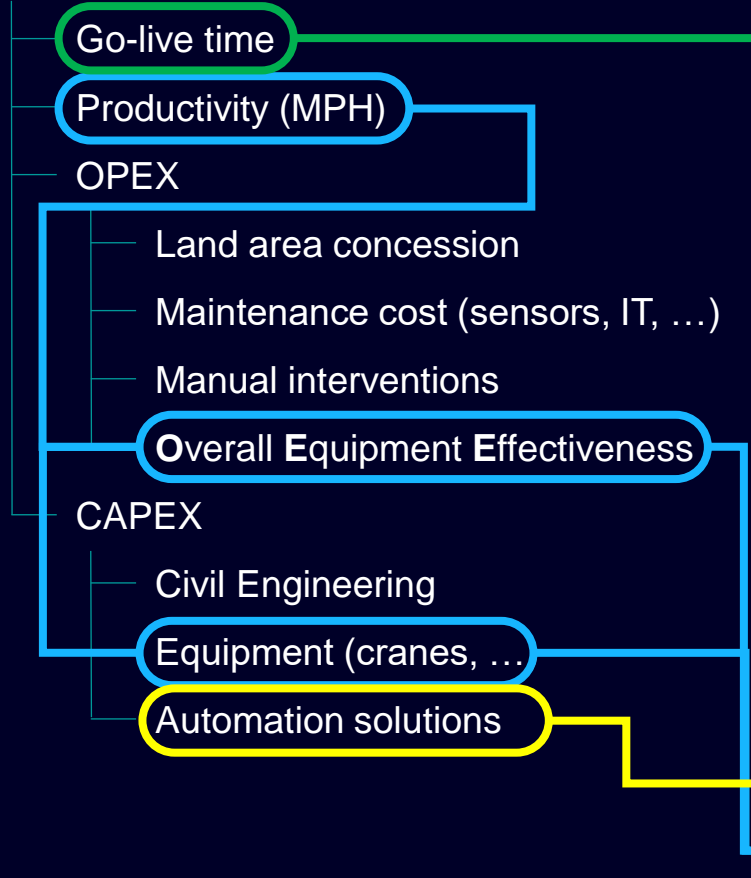 Go-live time
Productivity (MPH)
OPEX
Land area concession
Maintenance cost (sensors, IT, …)
Manual interventions
Overall Equipment Effectiveness
CAPEX
Civil Engineering
Equipment (cranes, …
Automation solutions